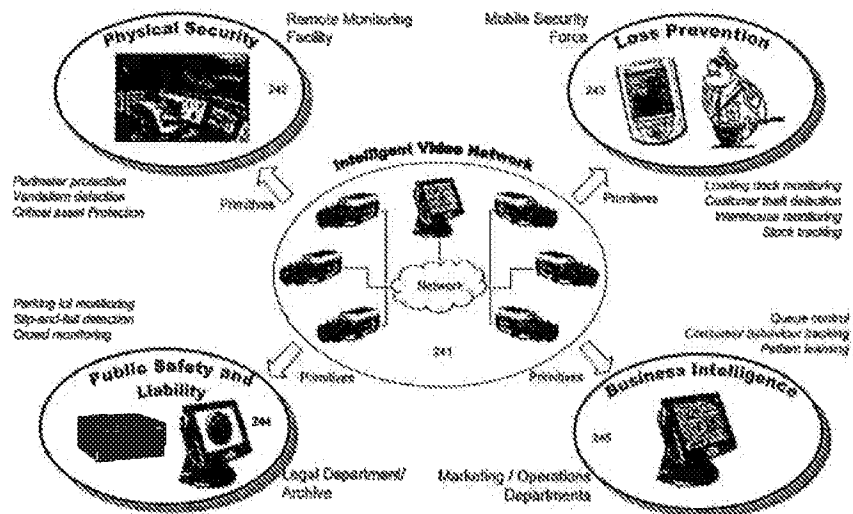 Physical Security
242
Remote Monitoring
Facility
Mobile Security
Force
Loss Prevention
243
Perimeter protection
Vandalism detection
Critical asset Protection
Primitives
Intelligent Video Network
Network
241
Primitives
Loading dock monitoring
Customer theft detection
Warehouse monitoring
Stock tracking
Parking lot monitoring
Slip-and-fall detection
Crowd monitoring
Primitives
Queue control
Consumer behaviour tracking
Pattern learning
Primitives
Public Safety and
Liability
244
Legal Department/
Archive
Marketing / Operations
Departments
Business Intelligence
245